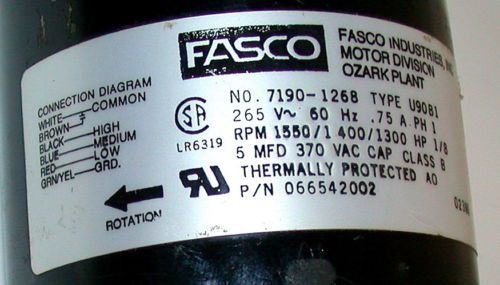 FASCO
FASCO INDUSTRIES,
MOTOR DIVISION
OZARK PLANT
CONNECTION DIAGRAM
WHITE COMMON
BROWN
BLACK HIGH
BLUE MEDIUM
RED LOW
GRN/YEL GRD.
ROTATION
SA
LR6319
NO. 7190-1268 TYPE U90B1
265 V~ 60 Hz .75 A PH 1
RPM 1550/1400/1300 HP 1/8
5 MFD 370 VAC CAP CLASS B
THERMALLY PROTECTED AO
P/N 066542002